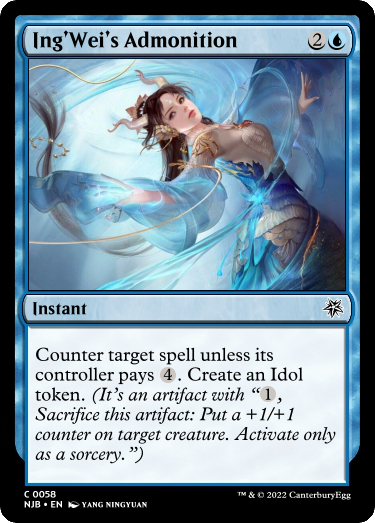 Ing'Wei's Admonition 2
Instant
Counter target spell unless its
controller pays 4. Create an Idol
token. (It's an artifact with “1,
Sacrifice this artifact: Put a +1/+1
counter on target creature. Activate only
as a sorcery.”)
C 0058
NJB • EN YANG NINGYUAN
™ & © 2022 CanterburyEgg